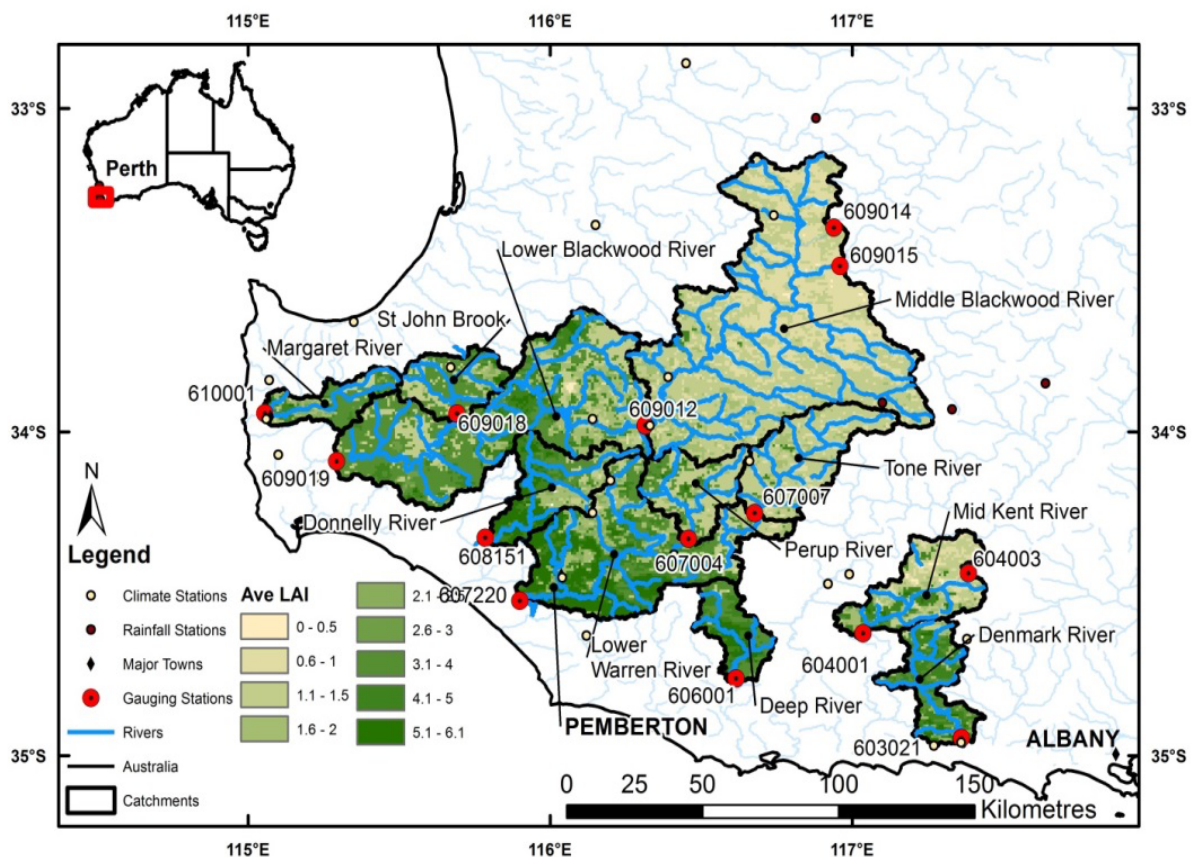 115°E 116°E 117°E
33°S 33°S
Perth
609014
609015
Lower Blackwood River
Middle Blackwood River
St John Brook
Margaret River
610001
609018
609012
34°S 34°S
609019
Tone River
607007
Donnelly River
Mid Kent River
N
608151
607004
Perup River
604003
Legend
607220
Climate Stations
Rainfall Stations
Major Towns
Gauging Stations
Rivers
Australia
Catchments
Ave LAI
0 - 0.5
0.6 - 1
1.1 - 1.5
1.6 - 2
2.1 -
2.6 - 3
3.1 - 4
4.1 - 5
5.1 - 6.1
Lower
Warren River
604001
Denmark River
606001
Deep River
PEMBERTON
603021
ALBANY
35°S 35°S
0 25 50 100 150
Kilometres
115°E 116°E 117°E